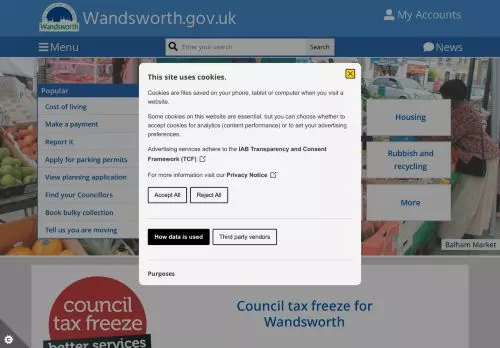 Wandsworth
Wandsworth.gov.uk
My Accounts
Menu
Enter your search
Search
News
Popular
Cost of living
Make a payment
Report it
Apply for parking permits
View planning application
Find your Councillors
Book bulky collection
Tell us you are moving
This site uses cookies.
Cookies are files saved on your phone, tablet or computer when you visit a
website.
Some cookies on this website are essential, but you can choose whether to
accept cookies for analytics (content performance) or to set your advertising
preferences.
Advertising services adhere to the IAB Transparency and Consent
Framework (TCF)
For more information visit our Privacy Notice
Accept All
Reject All
How data is used
Third party vendors
Purposes
Housing
Rubbish and
recycling
More
Balham Market
council
tax freeze
better services
Council tax freeze for
Wandsworth